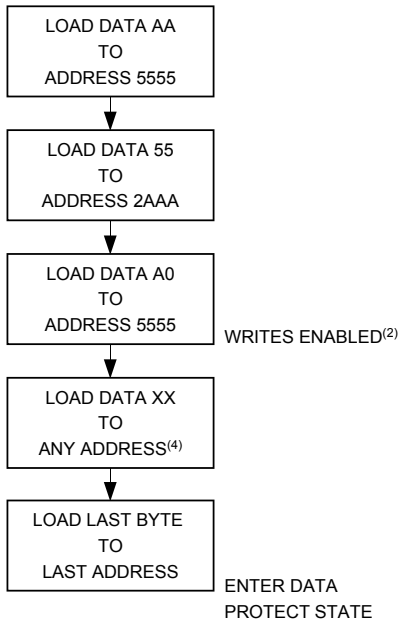 LOAD DATA AA
TO
ADDRESS 5555
LOAD DATA 55
TO
ADDRESS 2AAA
LOAD DATA A0
TO
ADDRESS 5555
WRITES ENABLED(2)
LOAD DATA XX
TO
ANY ADDRESS(4)
LOAD LAST BYTE
TO
LAST ADDRESS
ENTER DATA
PROTECT STATE